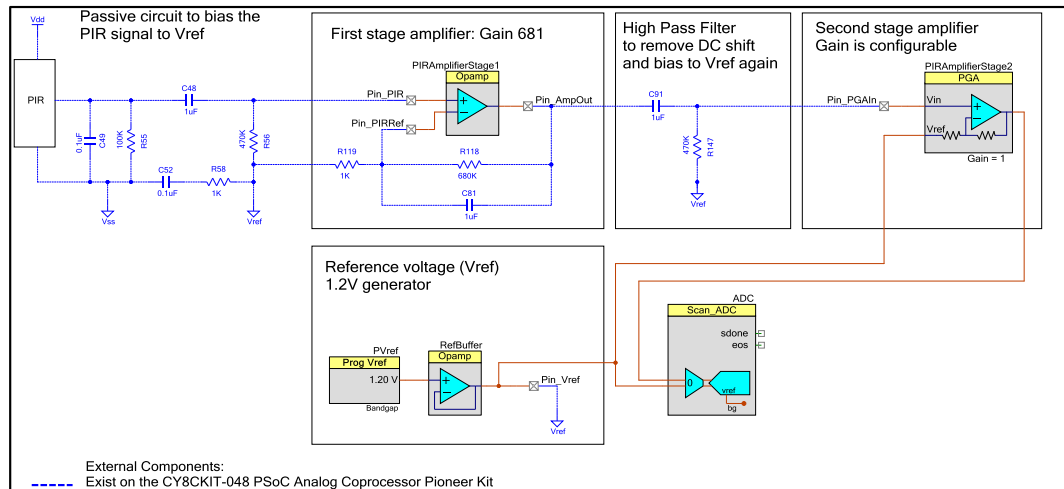 Passive circuit to bias the
PIR signal to Vref
Vdd
PIR
C48
1uF
0.1uF
C49
100K
R55
C52
0.1uF
R58
1K
470K
R56
Vss
Vref
First stage amplifier: Gain 681
PIRAmplifierStage1
Opamp
Pin_PIR
Pin_PIRRef
Pin_AmpOut
R119
1K
R118
680K
C81
1uF
High Pass Filter
to remove DC shift
and bias to Vref again
C91
1uF
470K
R147
Vref
Second stage amplifier
Gain is configurable
PIRAmplifierStage2
PGA
Pin_PGAIn
Vin
Vref
Gain = 1
Reference voltage (Vref)
1.2V generator
PVref
Prog Vref
1.20 V
Bandgap
RefBuffer
Opamp
Pin_Vref
Vref
ADC
Scan_ADC
sdone
eos
0
vref
bg
External Components:
Exist on the CY8CKIT-048 PSoC Analog Coprocessor Pioneer Kit